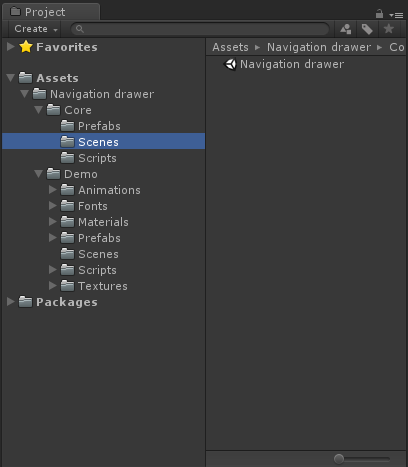 Project
Create
Favorites
Assets
Navigation drawer
Core
Prefabs
Scenes
Scripts
Demo
Animations
Fonts
Materials
Prefabs
Scenes
Scripts
Textures
Packages
Assets ▸ Navigation drawer ▸ Co
Navigation drawer